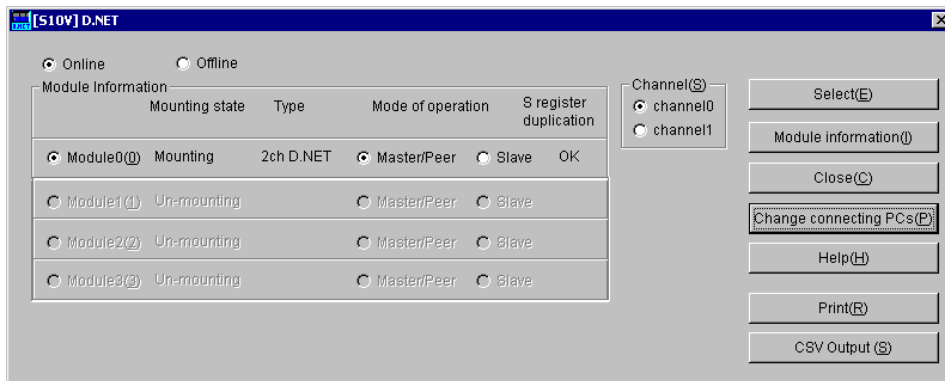 [S10V] D.NET
Online Offline
Module Information
Mounting state Type Mode of operation S register duplication
Module0(0) Mounting 2ch D.NET Master/Peer Slave OK
Module1(1) Un-mounting Master/Peer Slave
Module2(2) Un-mounting Master/Peer Slave
Module3(3) Un-mounting Master/Peer Slave
Channel(S)
channel0
channel1
Select(E)
Module information(I)
Close(C)
Change connecting PCs(P)
Help(H)
Print(R)
CSV Output (S)